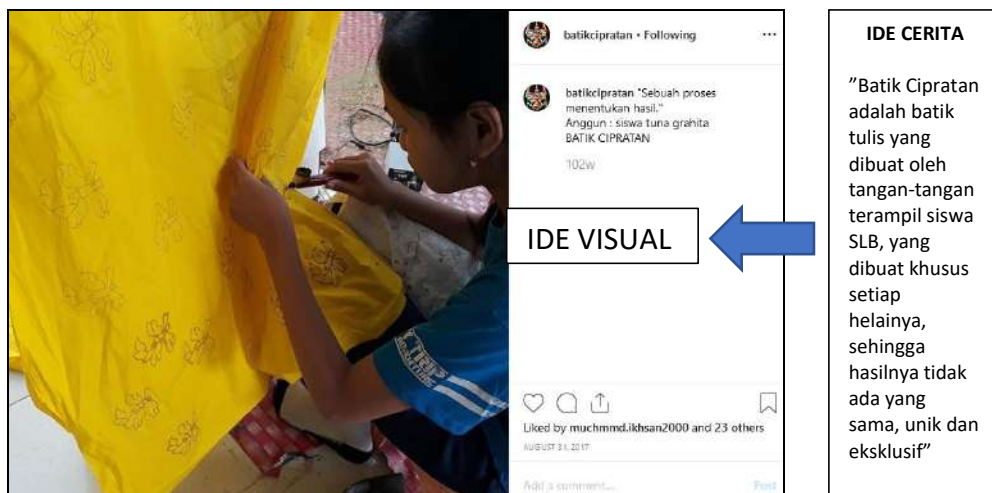 batikcipratan • Following
batikcipratan "Sebuah proses
menentukan hasil."
Anggun : siswa tuna grahita
BATIK CIPRATAN
102w
IDE VISUAL
Liked by muchmmd.ikhsan2000 and 23 others
AUGUST 31, 2017
Add a comment...
Post
IDE CERITA
"Batik Cipratan
adalah batik
tulis yang
dibuat oleh
tangan-tangan
terampil siswa
SLB, yang
dibuat khusus
setiap
helainya,
sehingga
hasilnya tidak
ada yang
sama, unik dan
eksklusif"